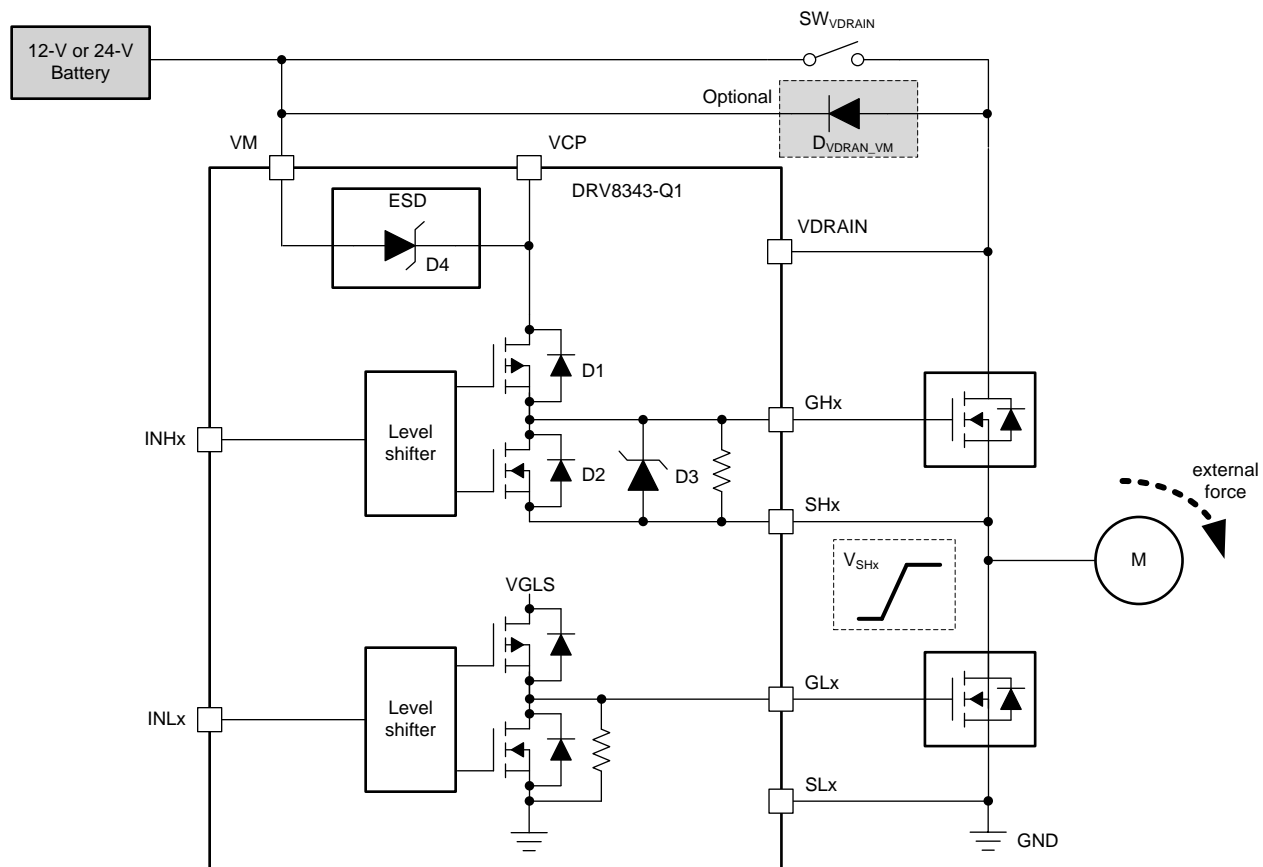 SWVDRAIN
12-V or 24-V
Battery
Optional
DVDRAN_VM
VM
VCP
ESD
DRV8343-Q1
D4
VDRAIN
D1
GHx
INHx
Level
shifter
D2
D3
external
force
SHx
VSHx
M
VGLS
GLx
INLx
Level
shifter
SLx
GND